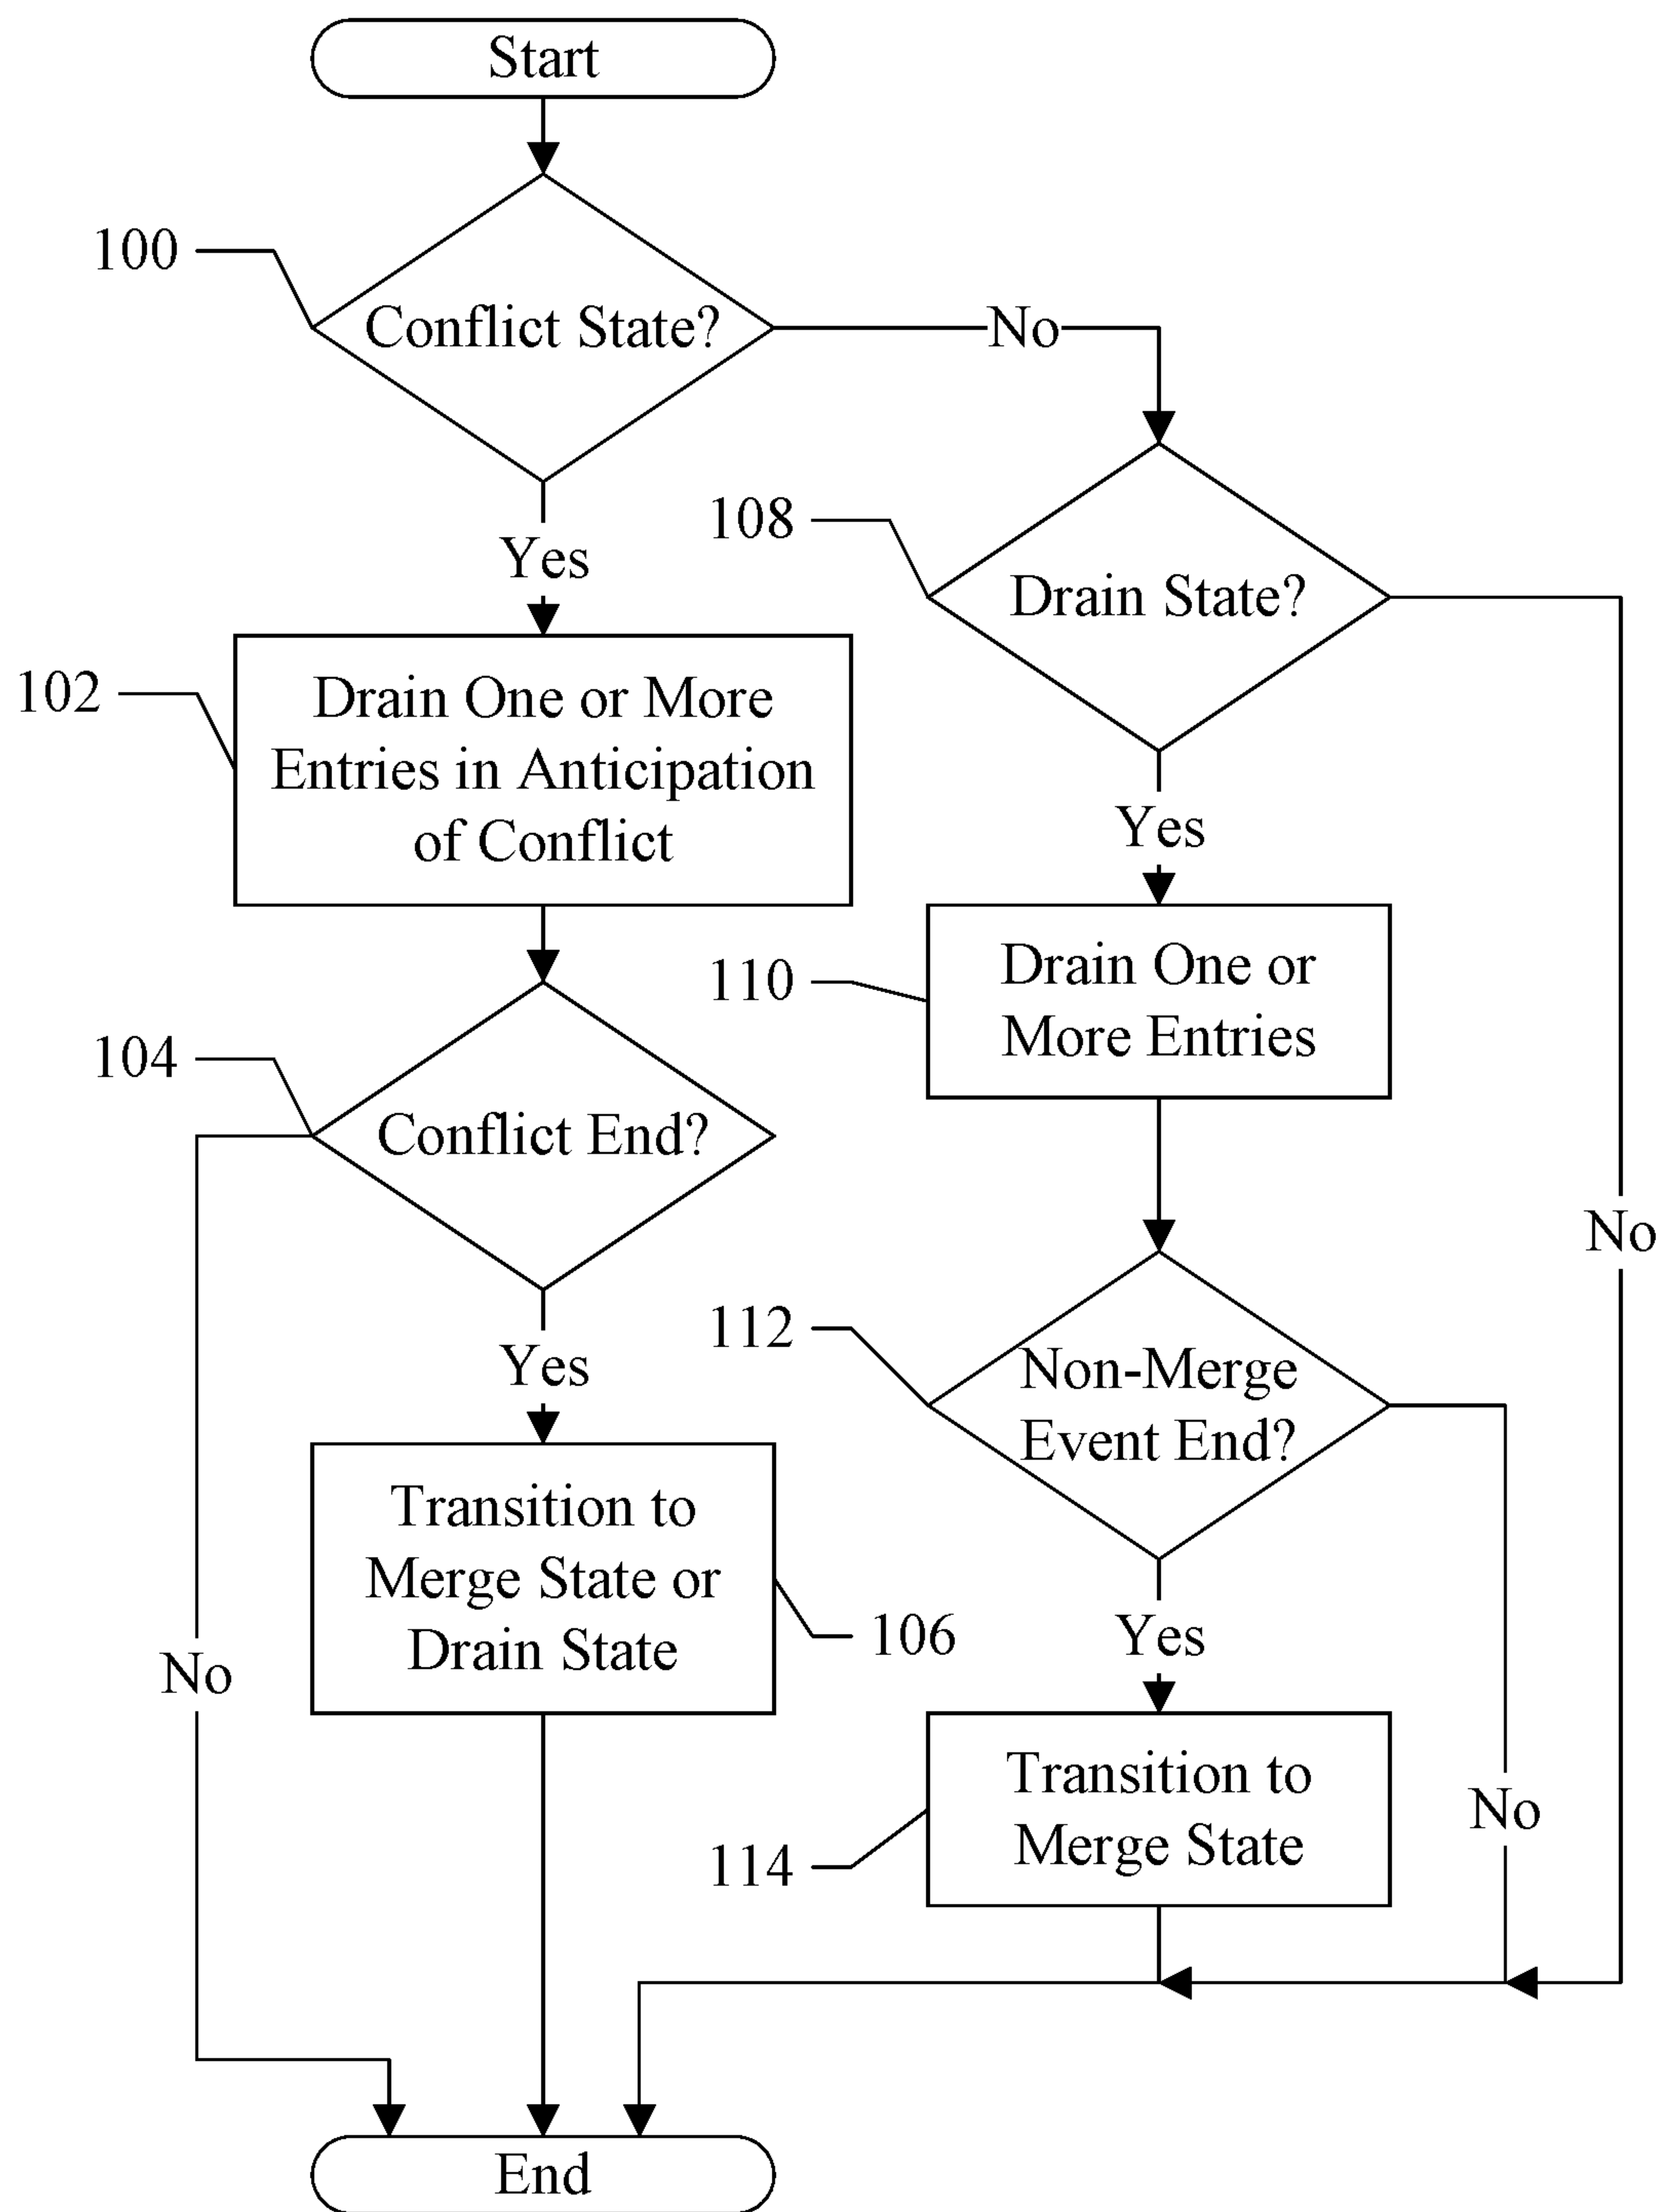 Start
100
Conflict State?
No
Yes
108
Drain State?
102
Drain One or More
Entries in Anticipation
of Conflict
Yes
110
Drain One or
More Entries
104
Conflict End?
No
112
Non-Merge
Event End?
Yes
Transition to
Merge State or
Drain State
106
No
Yes
114
Transition to
Merge State
No
End